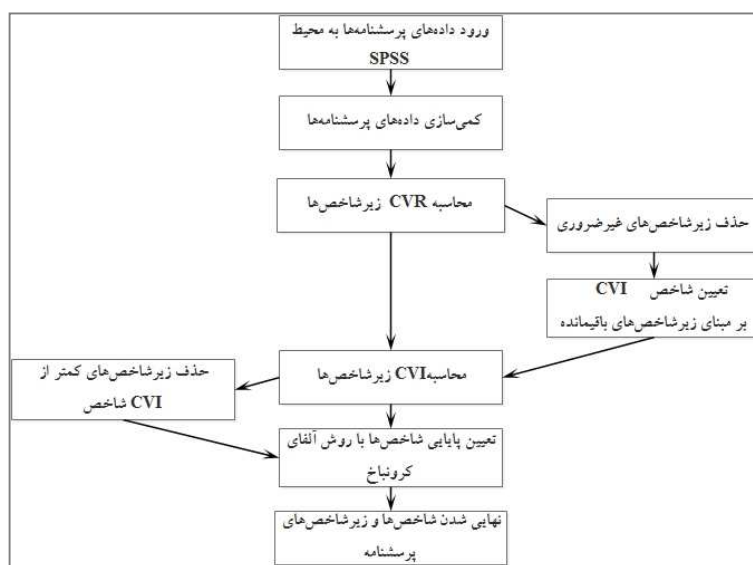 ورود داده‌های پرسشنامه‌ها به محیط
SPSS
کمی‌سازی داده‌های پرسشنامه‌ها
محاسبه CVR زیرشاخص‌ها
حذف زیرشاخص‌های غیرضروری
تعیین شاخص CVI
بر مبنای زیرشاخص‌های باقیمانده
محاسبهCVI زیرشاخص‌ها
حذف زیرشاخص‌های کمتر از
CVI شاخص
تعیین پایایی شاخص‌ها با روش آلفای
کرونباخ
نهایی شدن شاخص‌ها و زیرشاخص‌های
پرسشنامه